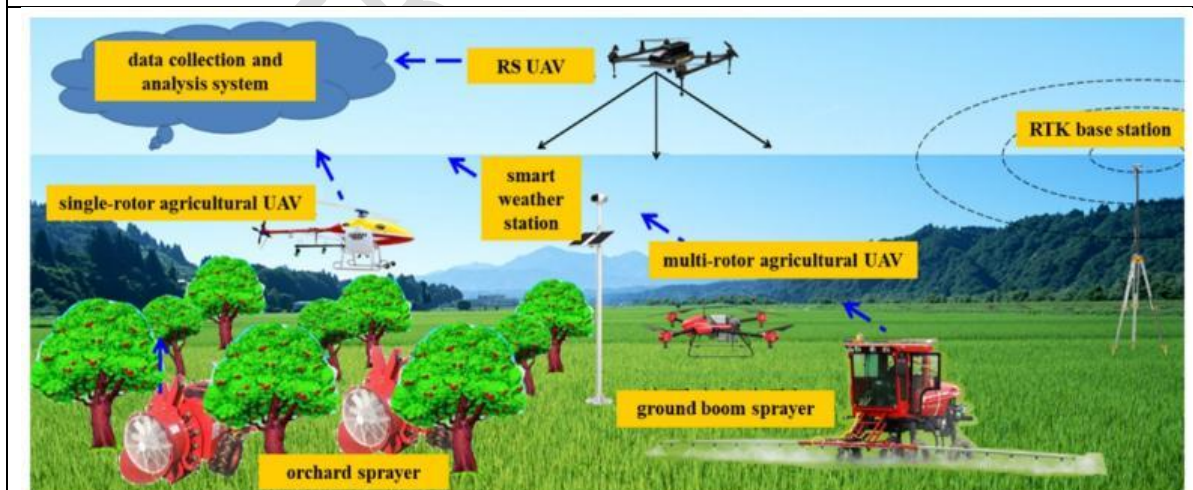 data collection and
analysis system
RS UAV
RTK base station
single-rotor agricultural UAV
smart
weather
station
multi-rotor agricultural UAV
ground boom sprayer
orchard sprayer